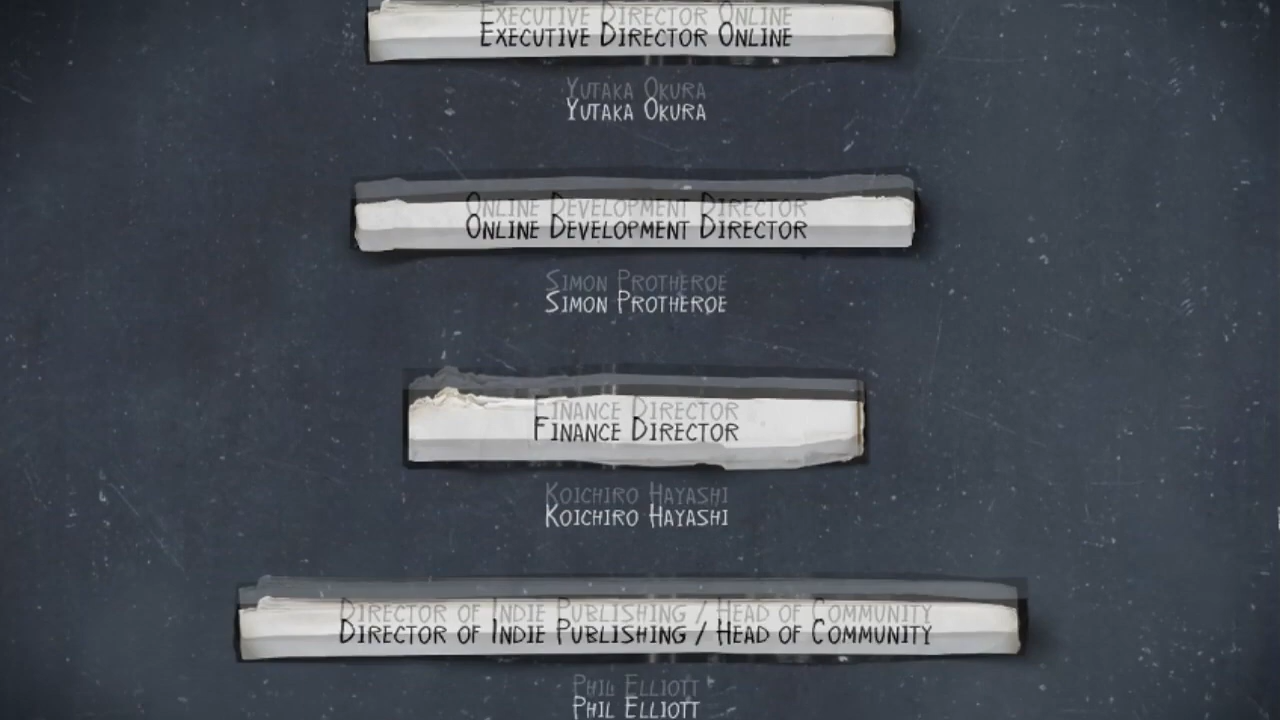 Executive Director Online
Yutaka Okura
Online Development Director
Simon Protheroe
Finance Director
Koichiro Hayashi
Director of Indie Publishing / Head of Community
Phil Elliott